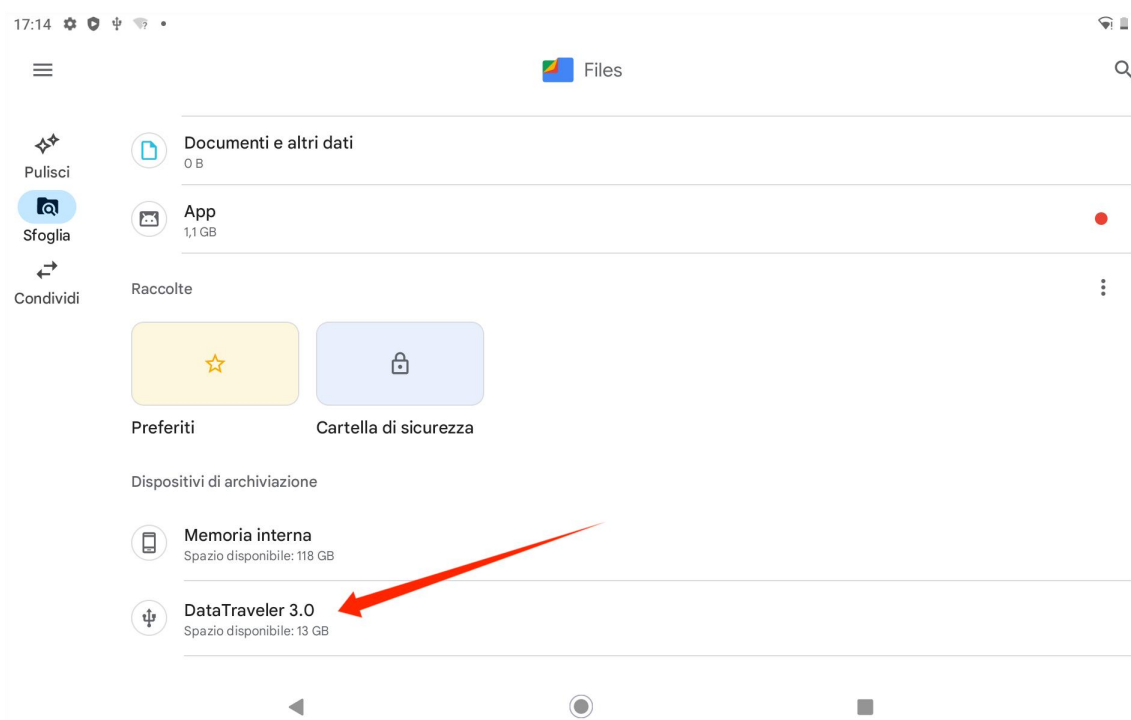 17:14
Files
Documenti e altri dati
0 B
Pulisci
App
1,1 GB
Sfoglia
Condividi
Raccolte
Preferiti
Cartella di sicurezza
Dispositivi di archiviazione
Memoria interna
Spazio disponibile: 118 GB
DataTraveler 3.0
Spazio disponibile: 13 GB